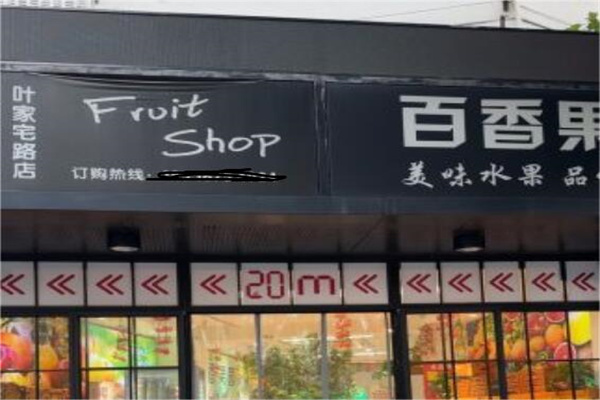 叶家宅路店
Fruit
Shop
订购热线:
百香果
美味水果 品
20m